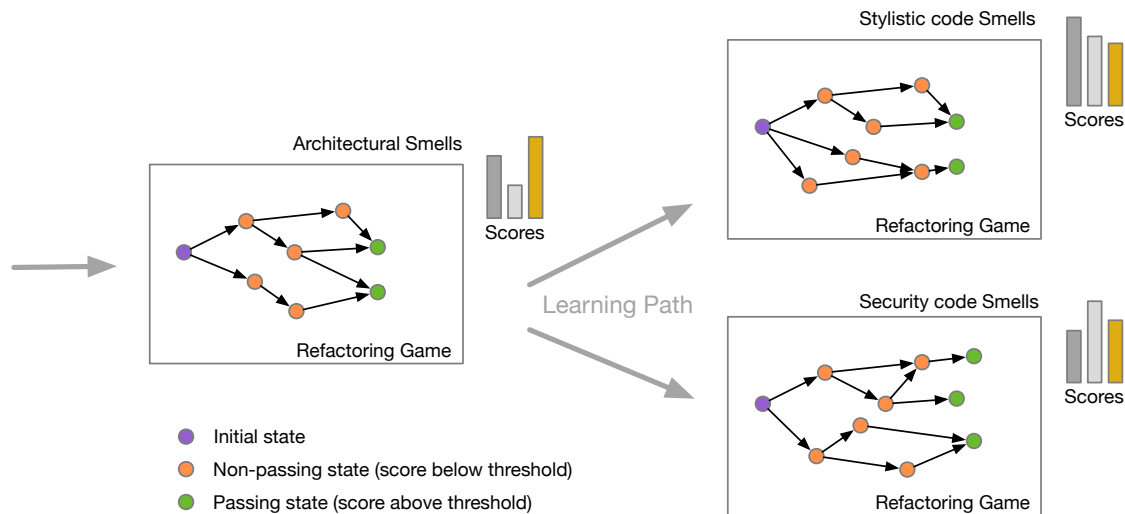 Stylistic code Smells
Scores
Refactoring Game
Architectural Smells
Scores
Refactoring Game
Learning Path
Security code Smells
Scores
Refactoring Game
Initial state
Non-passing state (score below threshold)
Passing state (score above threshold)